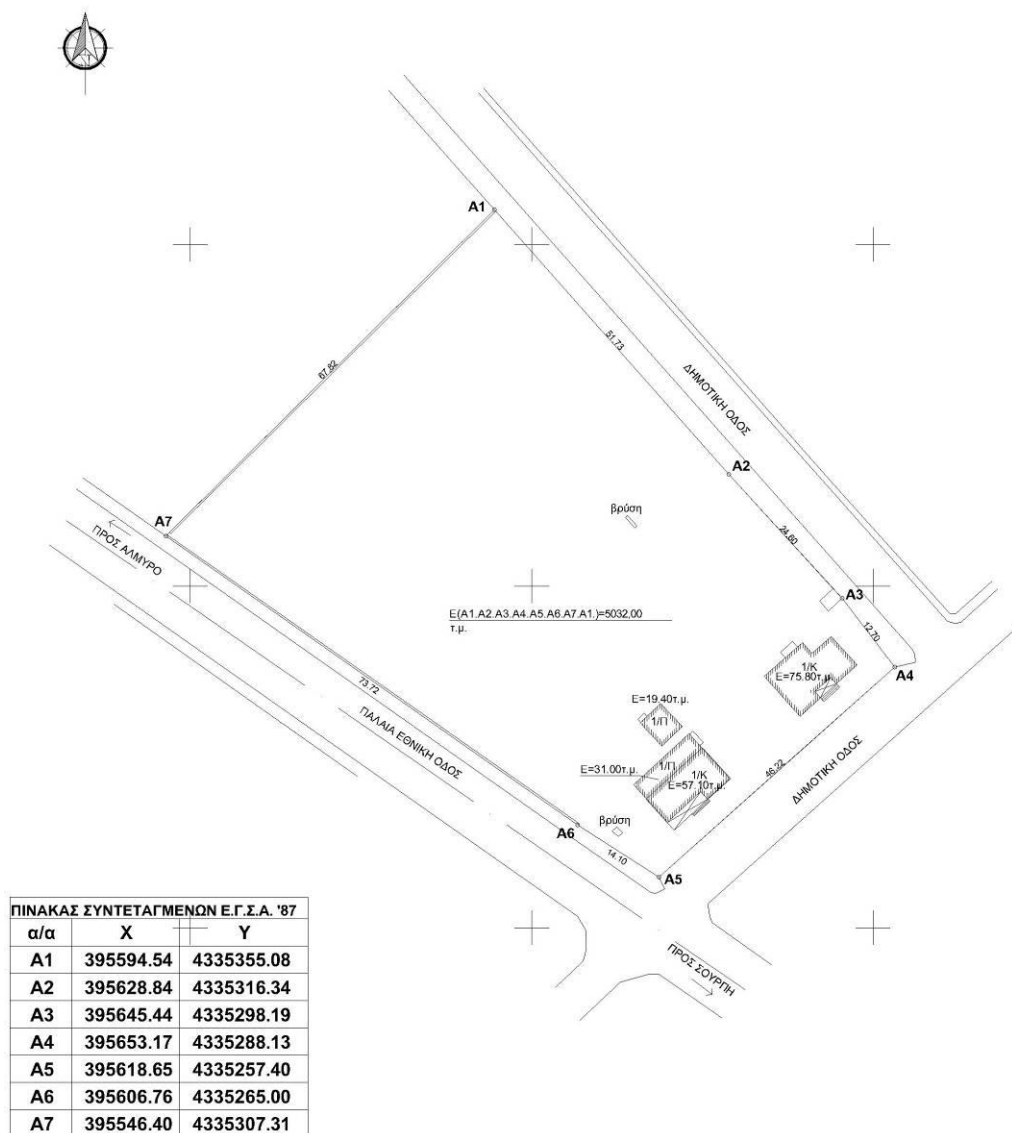 A1
67.82
51.73
ΔΗΜΟΤΙΚΗ ΟΔΟΣ
A2
βρύση
24.60
A7
ΠΡΟΣ ΑΛΜΥΡΟ
A3
E(A1.A2.A3.A4.A5.A6.A7.A1.)=5032,00
τ.μ.
12.70
A4
1/Κ
E=75.80τ.μ.
73.72
ΠΑΛΑΙΑ ΕΘΝΙΚΗ ΟΔΟΣ
E=19.40τ.μ.
1/Π
E=31.00τ.μ.
1/Π
1/Κ
E=57.10τ.μ.
46.22
ΔΗΜΟΤΙΚΗ ΟΔΟΣ
A6
βρύση
14.10
A5
ΠΡΟΣ ΣΟΥΡΠΗ
ΠΙΝΑΚΑΣ ΣΥΝΤΕΤΑΓΜΕΝΩΝ Ε.Γ.Σ.Α. '87
α/α X Y
A1 395594.54 4335355.08
A2 395628.84 4335316.34
A3 395645.44 4335298.19
A4 395653.17 4335288.13
A5 395618.65 4335257.40
A6 395606.76 4335265.00
A7 395546.40 4335307.31